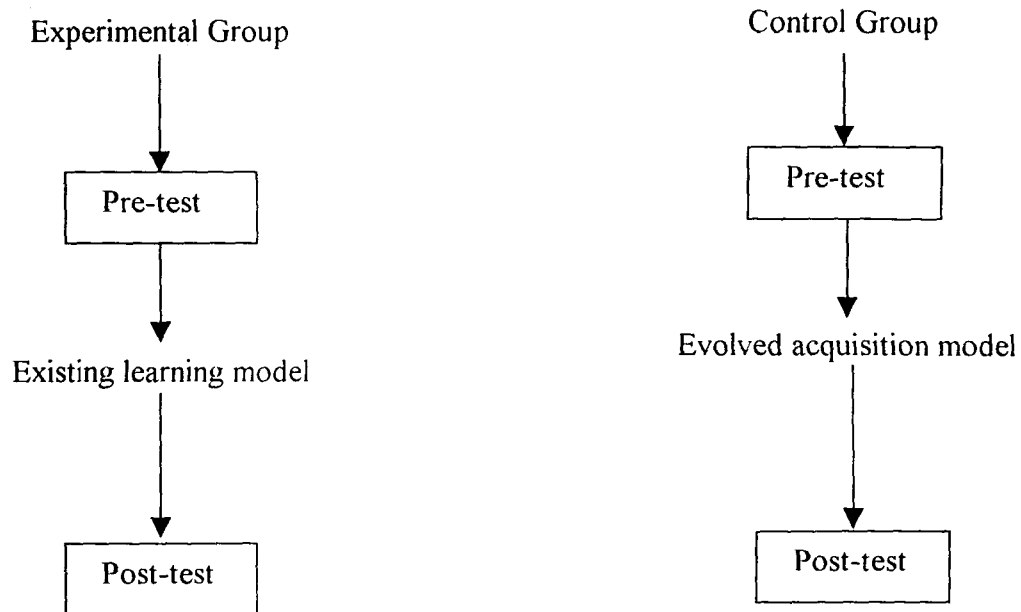 Experimental Group
Control Group
Pre-test
Pre-test
Existing learning model
Evolved acquisition model
Post-test
Post-test